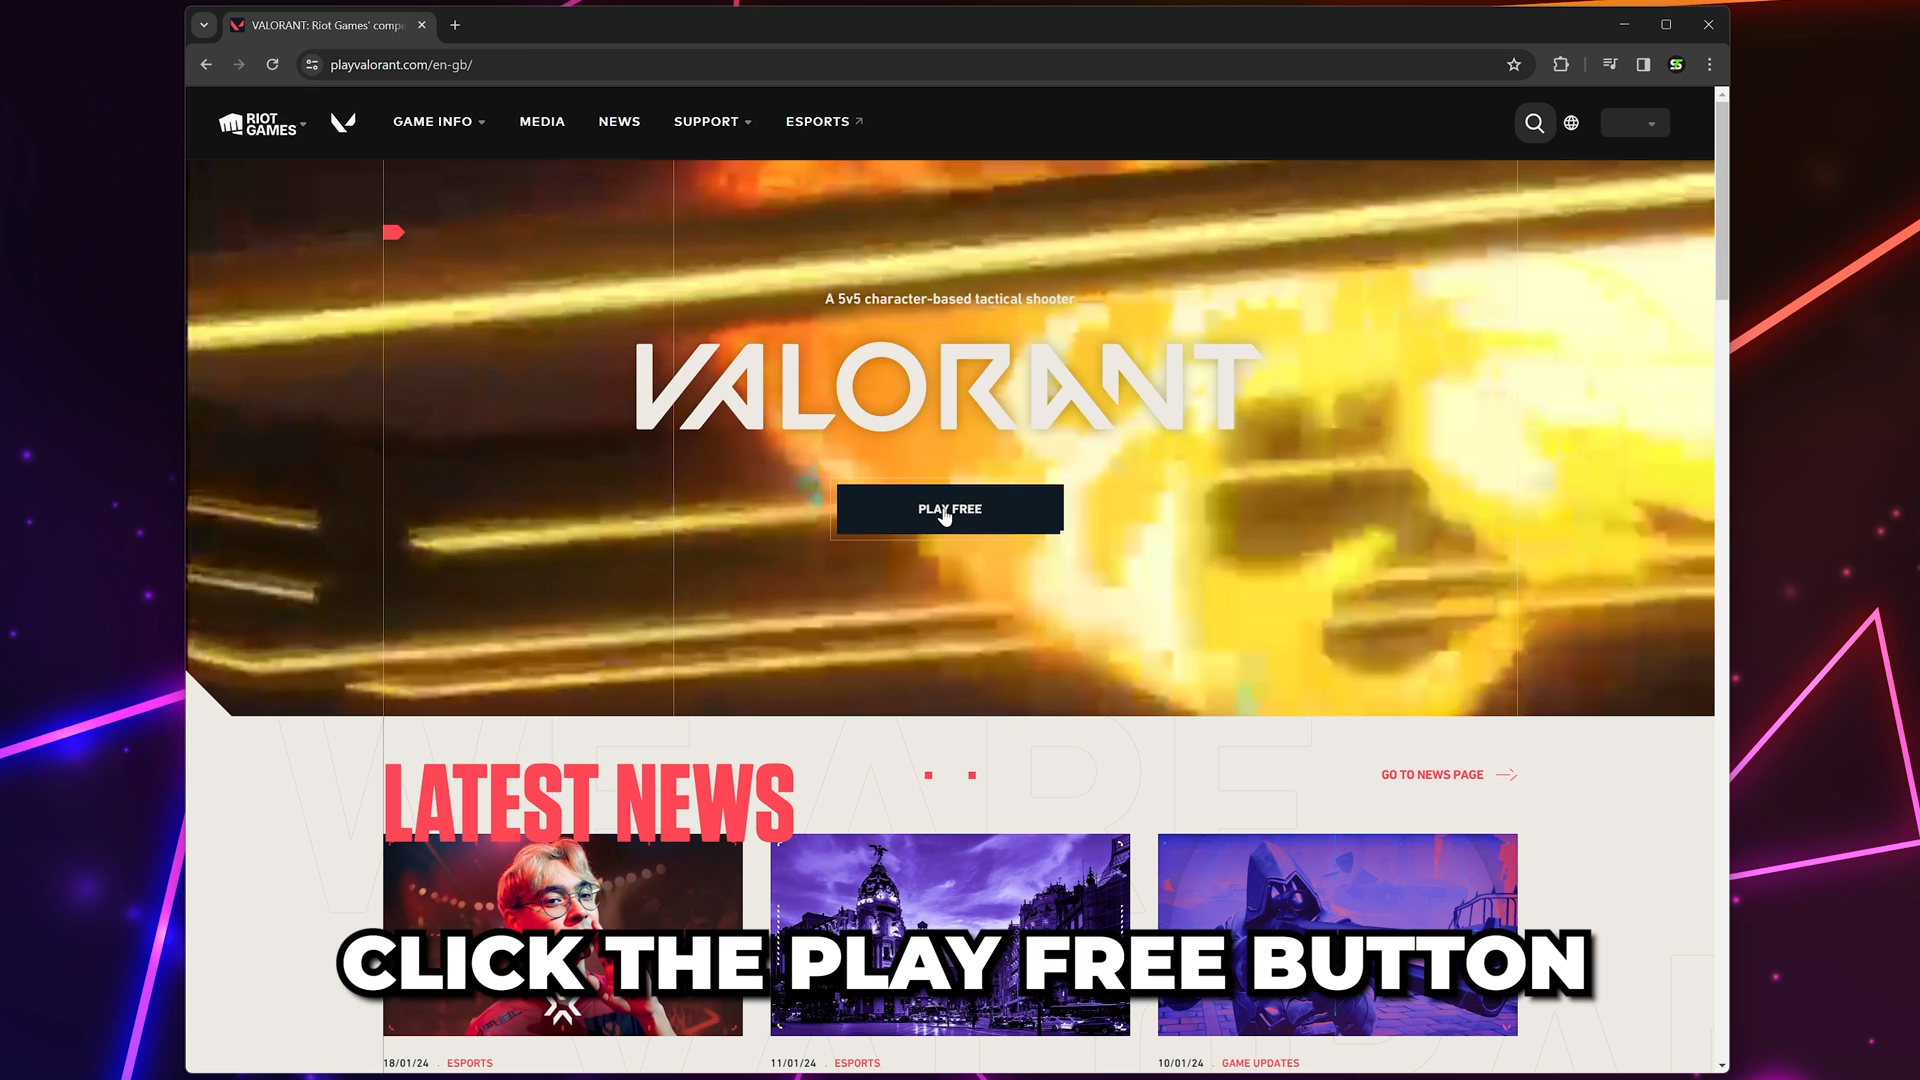 VALORANT: Riot Games' compe
playvalorant.com/en-gb/
RIOT GAMES
GAME INFO
MEDIA
NEWS
SUPPORT
ESPORTS
A 5v5 character-based tactical shooter
VALORANT
PLAY FREE
WE ARE
LATEST NEWS
GO TO NEWS PAGE
CLICK THE PLAY FREE BUTTON
18/01/24 . ESPORTS
11/01/24 . ESPORTS
10/01/24 . GAME UPDATES